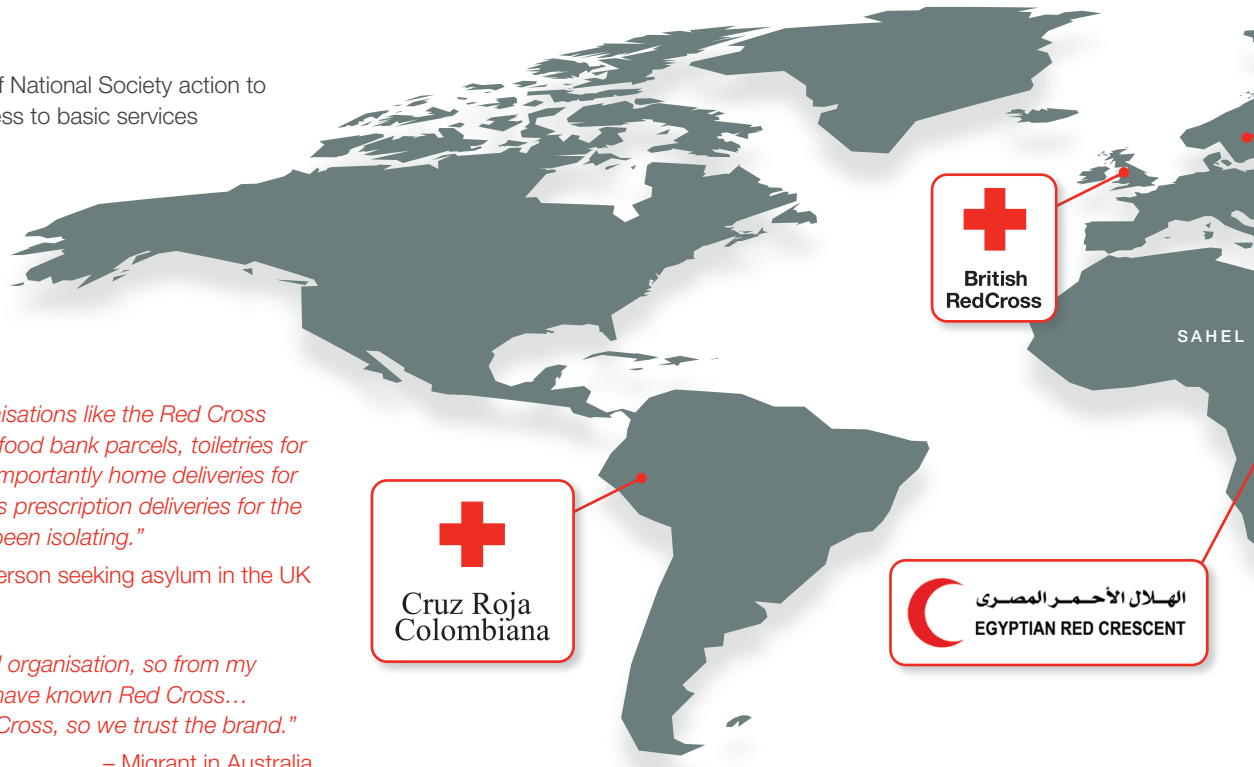 f National Society action to
ess to basic services
isations like the Red Cross
food bank parcels, toiletries for
mportantly home deliveries for
s prescription deliveries for the
been isolating.”
erson seeking asylum in the UK
l organisation, so from my
have known Red Cross…
Cross, so we trust the brand.”
– Migrant in Australia
British
RedCross
SAHEL
Cruz Roja
Colombiana
الهلال الأحمر المصرى
EGYPTIAN RED CRESCENT